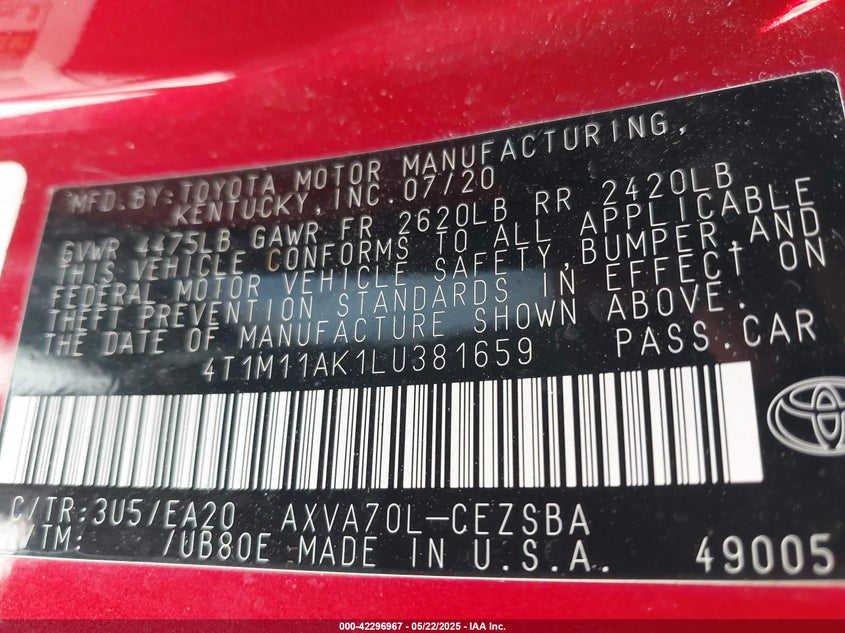 MFD.BY:TOYOTA MOTOR MANUFACTURING,
KENTUCKY,INC.07/20
GVWR 4475LB GAWR FR 2620LB RR 2420LB
THIS VEHICLE CONFORMS TO ALL APPLICABLE
FEDERAL MOTOR VEHICLE SAFETY,BUMPER,AND
THEFT PREVENTION STANDARDS IN EFFECT ON
THE DATE OF MANUFACTURE SHOWN ABOVE.
4T1M11AK1LU381659 PASS.CAR
C/TR:3U5/EA20 AXVA70L-CEZSBA
A/TM: /UB80E MADE IN U.S.A. 49005
000-42296967 - 05/22/2025 - IAA Inc.